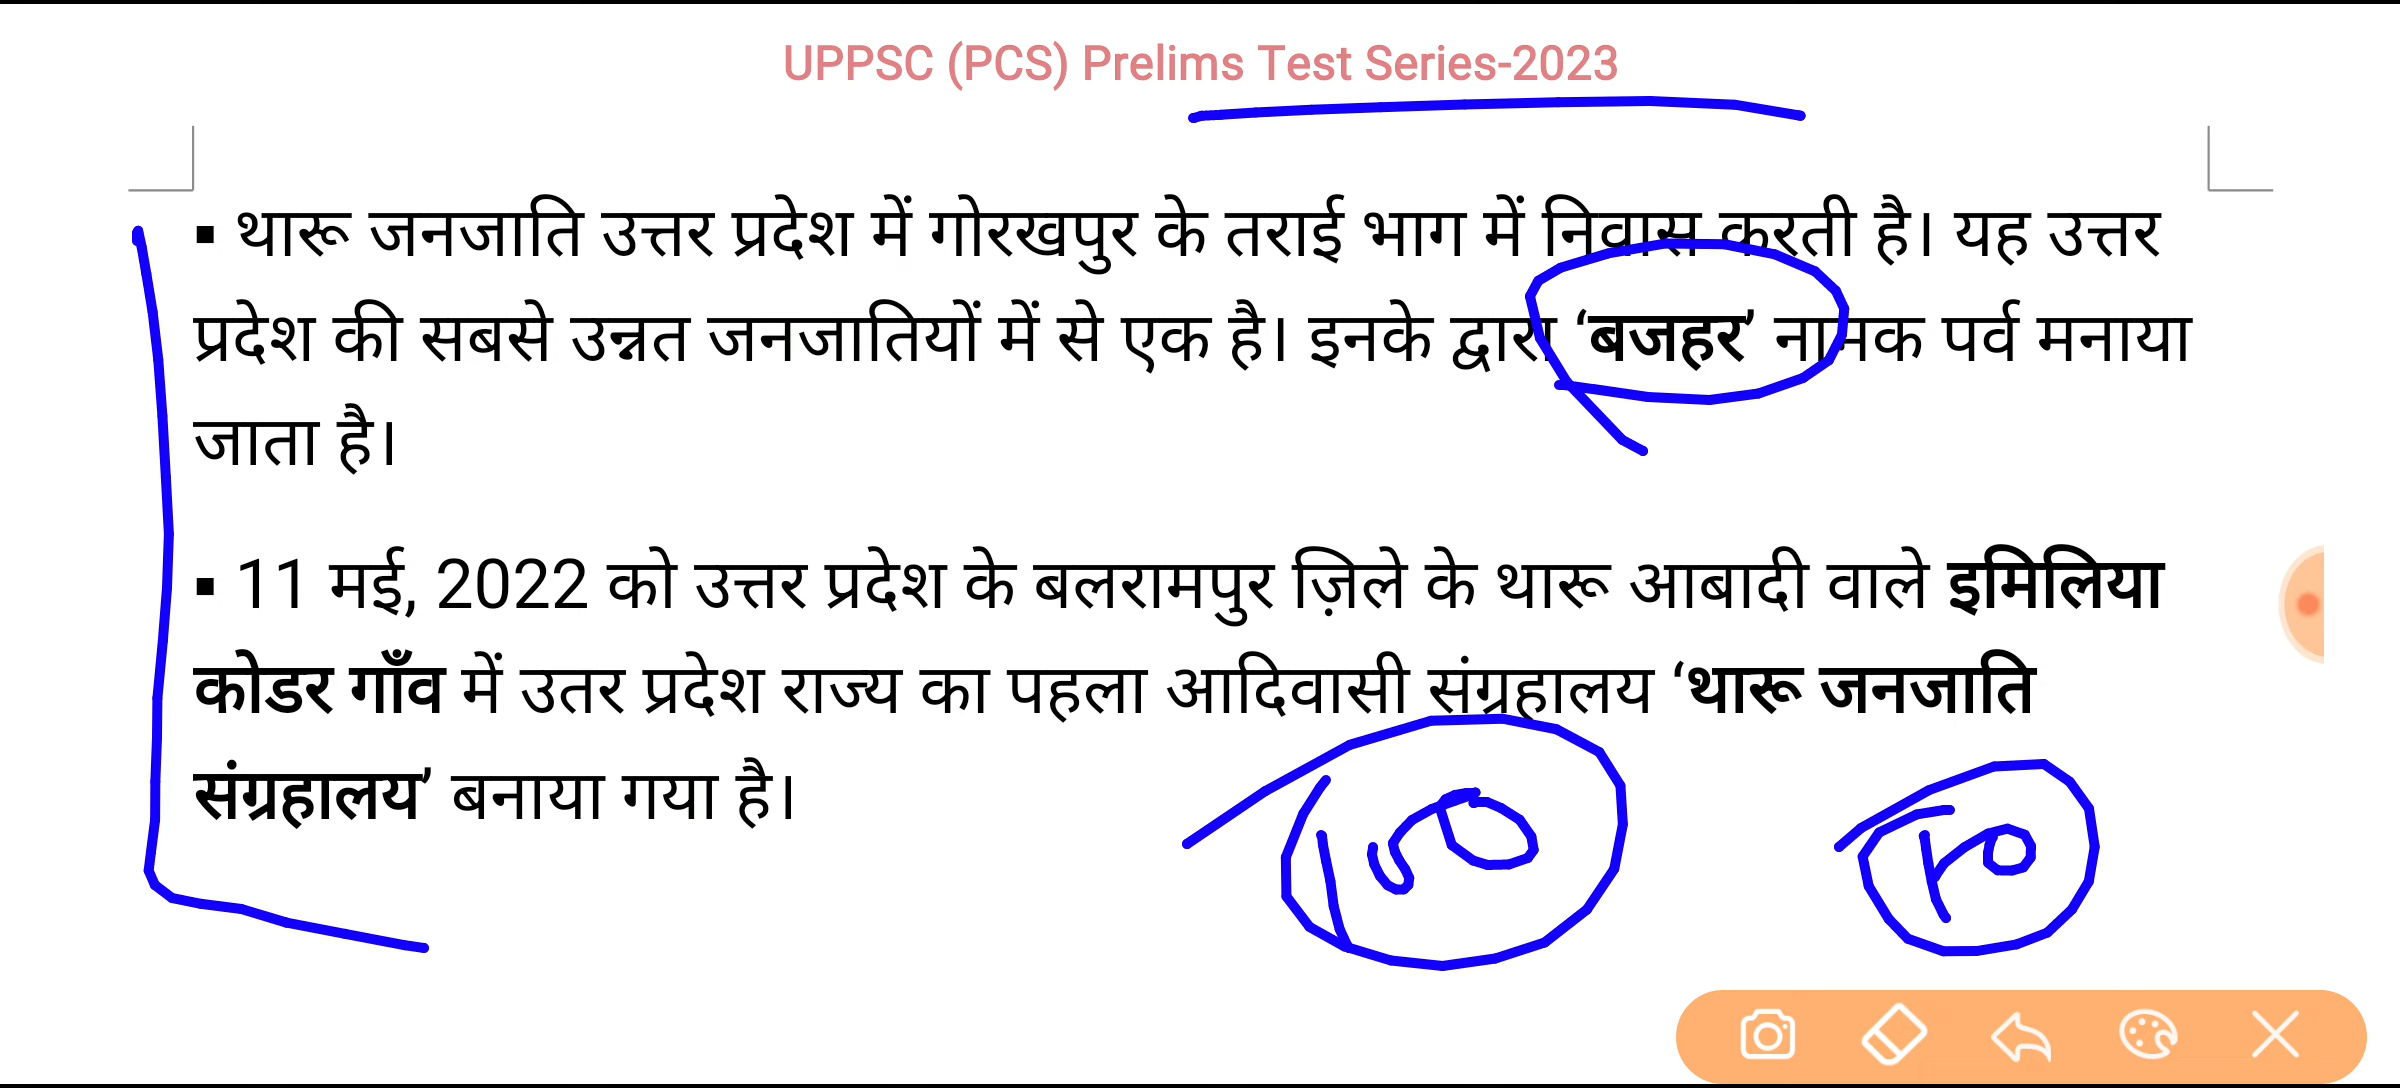 UPPSC (PCS) Prelims Test Series-2023
▪ थारू जनजाति उत्तर प्रदेश में गोरखपुर के तराई भाग में निवास करती है। यह उत्तर
प्रदेश की सबसे उन्नत जनजातियों में से एक है। इनके द्वारा ‘बजहर’ नामक पर्व मनाया
जाता है।
▪ 11 मई, 2022 को उत्तर प्रदेश के बलरामपुर ज़िले के थारू आबादी वाले इमिलिया
कोडर गाँव में उतर प्रदेश राज्य का पहला आदिवासी संग्रहालय ‘थारू जनजाति
संग्रहालय’ बनाया गया है।